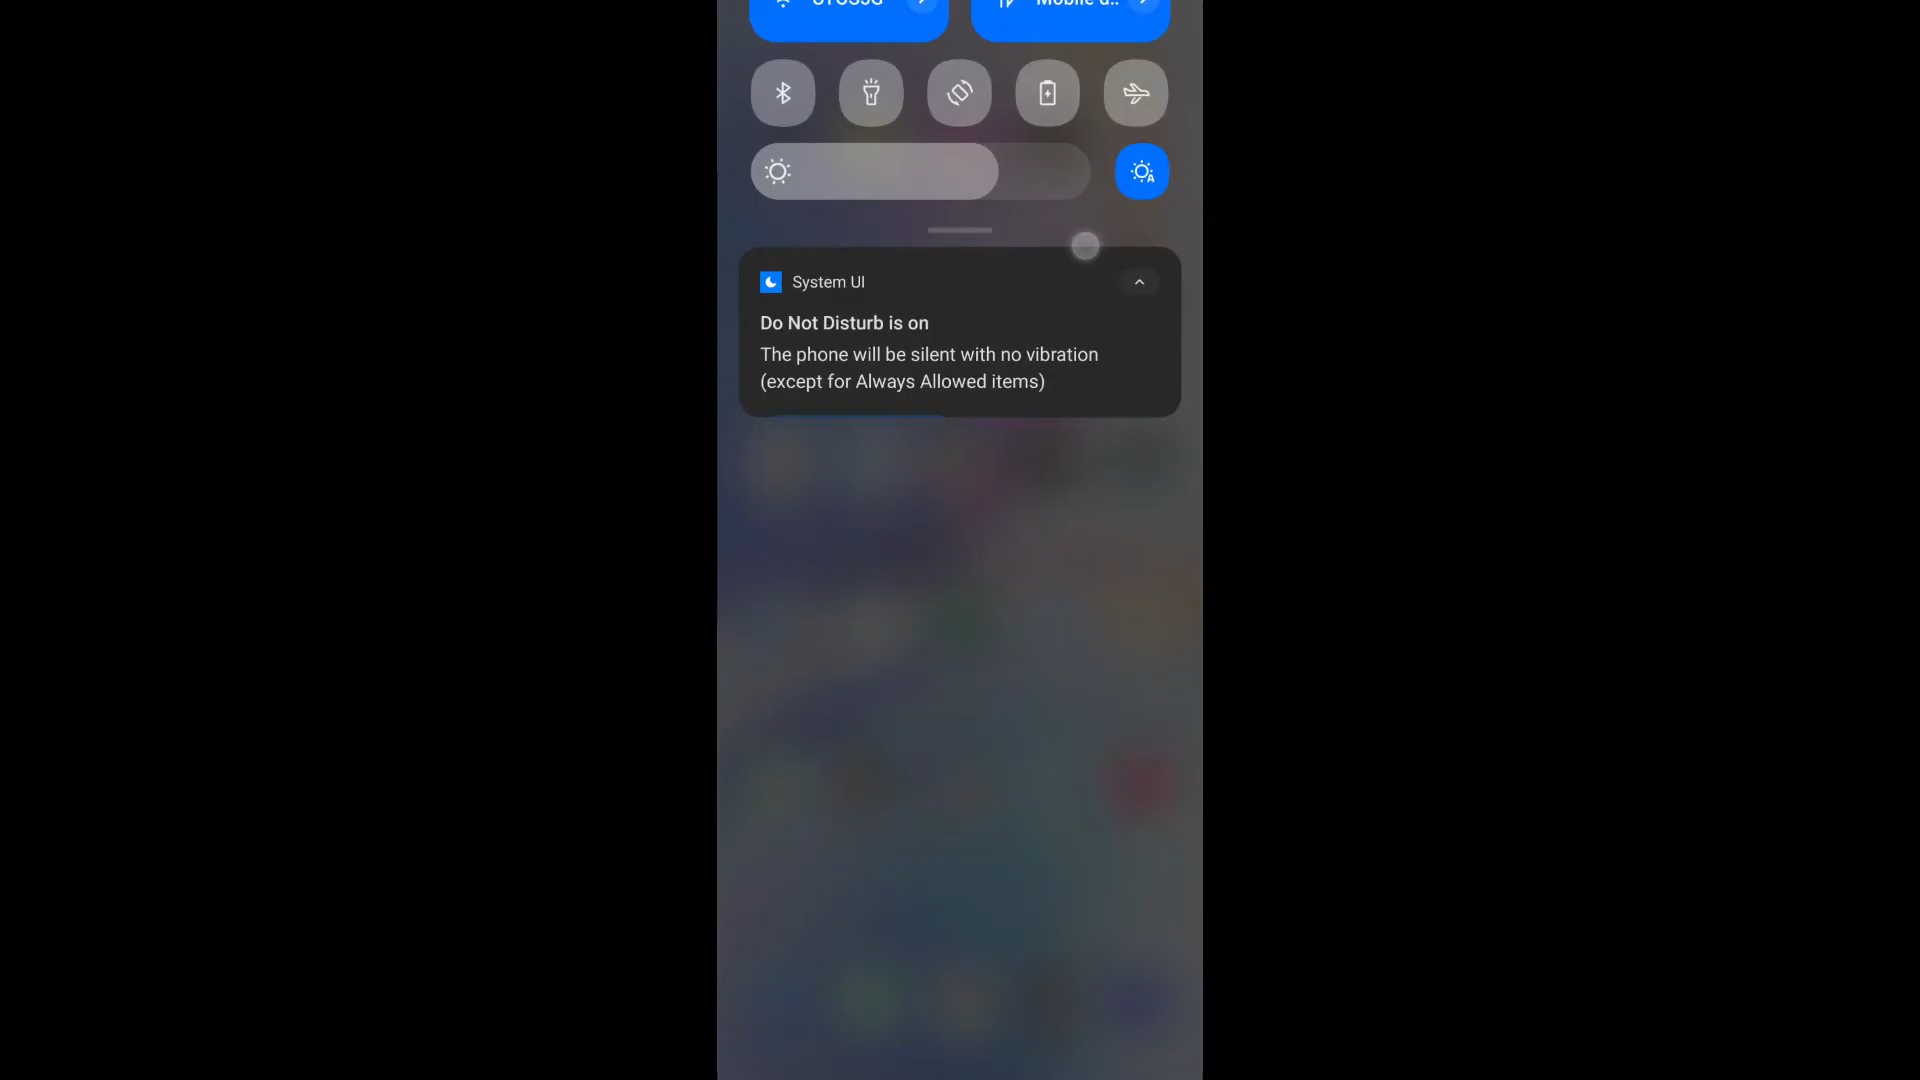 Mobile d..
System UI
Do Not Disturb is on
The phone will be silent with no vibration
(except for Always Allowed items)